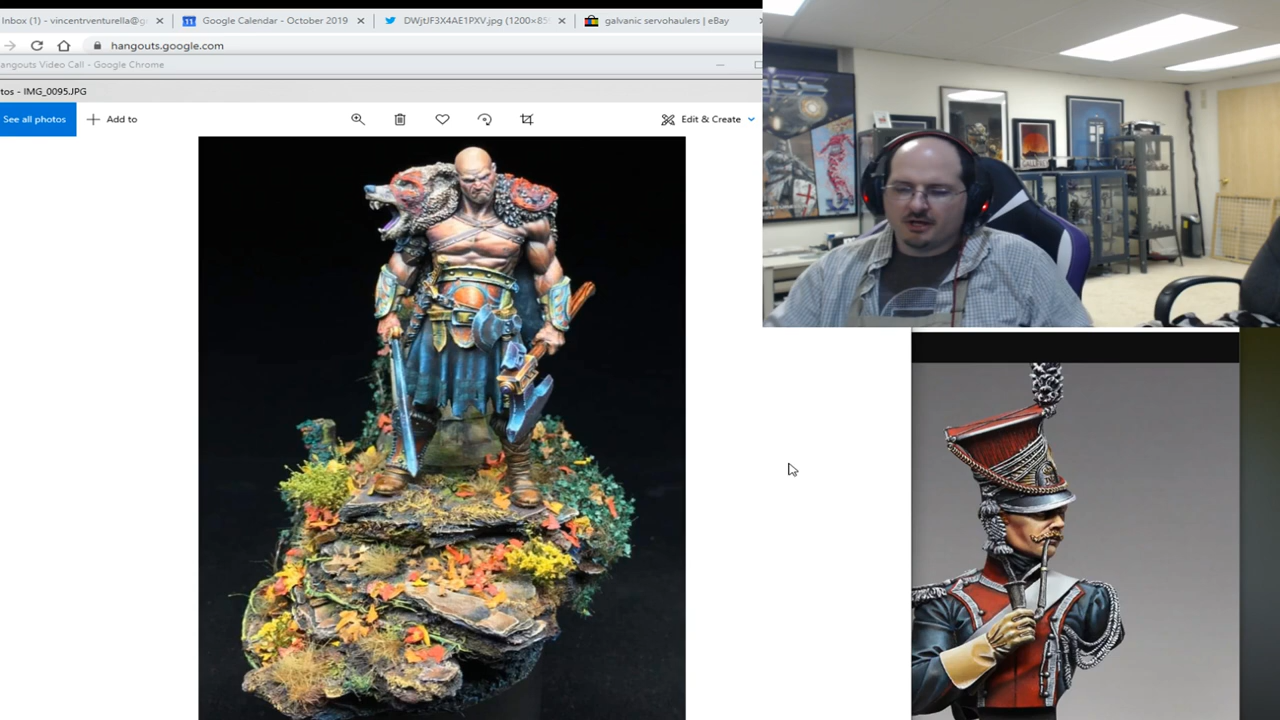 Inbox (1) - vincentrventurella@g
Google Calendar - October 2019
DWjtJF3X4AE1PXV.jpg (1200×85
galvanic servohaulers | eBay
hangouts.google.com
angouts Video Call - Google Chrome
tos - IMG_0095.JPG
See all photos
Add to
Edit & Create